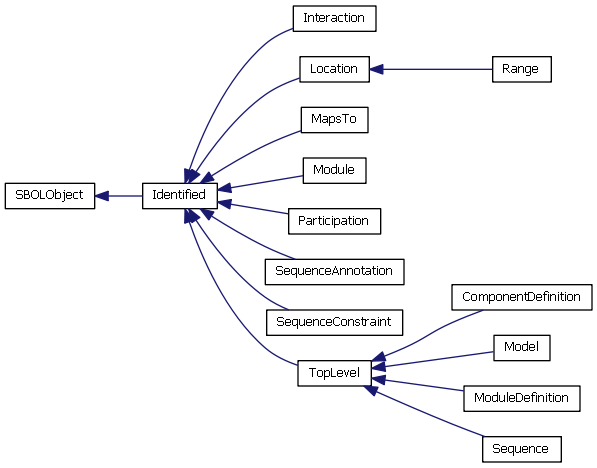 Interaction
Location
Range
MapsTo
Module
SBOLObject
Identified
Participation
SequenceAnnotation
ComponentDefinition
SequenceConstraint
Model
TopLevel
ModuleDefinition
Sequence